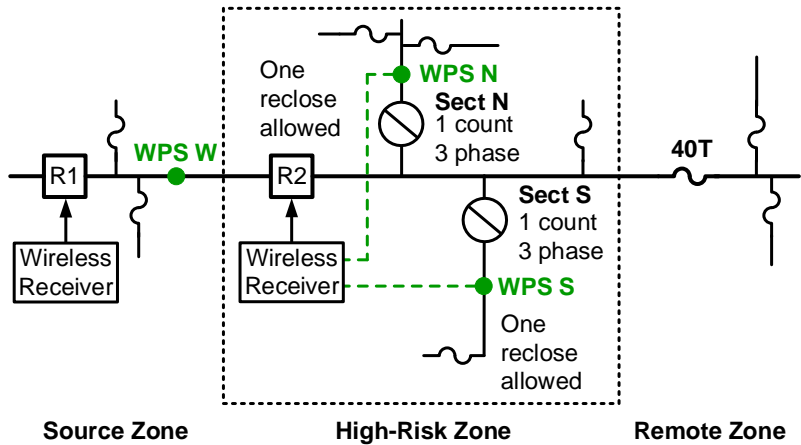 One
reclose
allowed
WPS N
Sect N
1 count
3 phase
WPS W
40T
R1
R2
Sect S
1 count
3 phase
Wireless
Receiver
Wireless
Receiver
WPS S
One
reclose
allowed
Source Zone
High-Risk Zone
Remote Zone